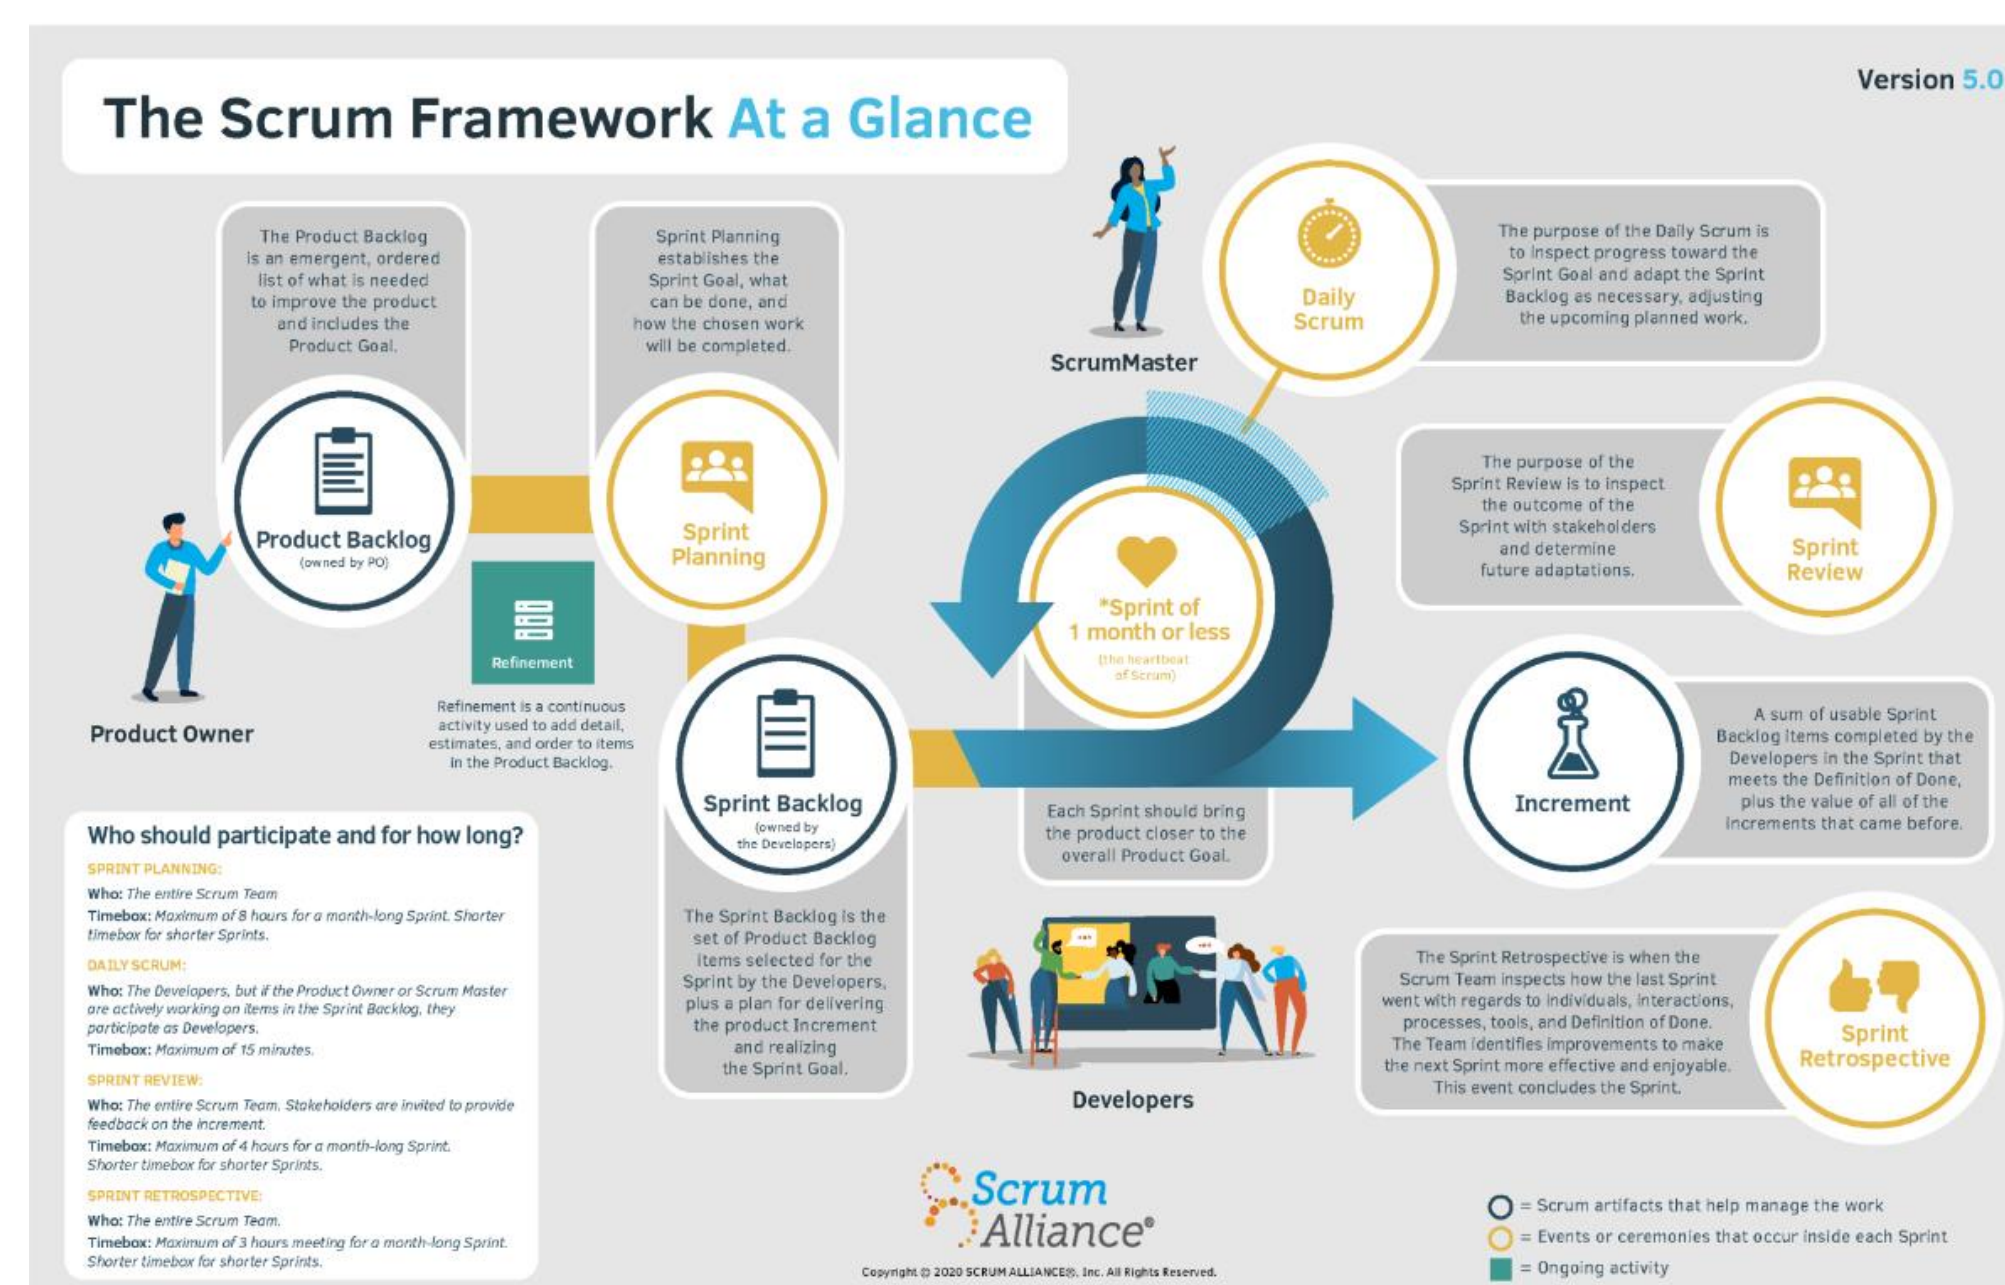 The Scrum Framework At a Glance
Version 5.0
The Product Backlog
is an emergent, ordered
list of what is needed
to improve the product
and includes the
Product Goal.
Product Backlog
(owned by PO)
Product Owner
Sprint Planning
establishes the
Sprint Goal, what
can be done, and
how the chosen work
will be completed.
Sprint
Planning
Refinement
Refinement is a continuous
activity used to add detail,
estimates, and order to items
in the Product Backlog.
Sprint Backlog
(owned by
the Developers)
The Sprint Backlog is the
set of Product Backlog
items selected for the
Sprint by the Developers,
plus a plan for delivering
the product Increment
and realizing
the Sprint Goal.
ScrumMaster
Daily
Scrum
The purpose of the Daily Scrum is
to inspect progress toward the
Sprint Goal and adapt the Sprint
Backlog as necessary, adjusting
the upcoming planned work.
*Sprint of
1 month or less
(the heartbeat
of Scrum)
Each Sprint should bring
the product closer to the
overall Product Goal.
The purpose of the
Sprint Review is to inspect
the outcome of the
Sprint with stakeholders
and determine
future adaptations.
Sprint
Review
Increment
A sum of usable Sprint
Backlog items completed by the
Developers in the Sprint that
meets the Definition of Done,
plus the value of all of the
increments that came before.
Developers
The Sprint Retrospective is when the
Scrum Team inspects how the last Sprint
went with regards to individuals, interactions,
processes, tools, and Definition of Done.
The Team identifies improvements to make
the next Sprint more effective and enjoyable.
This event concludes the Sprint.
Sprint
Retrospective
Who should participate and for how long?
SPRINT PLANNING:
Who: The entire Scrum Team
Timebox: Maximum of 8 hours for a month-long Sprint. Shorter
timebox for shorter Sprints.
DAILY SCRUM:
Who: The Developers, but if the Product Owner or Scrum Master
are actively working on items in the Sprint Backlog, they
participate as Developers.
Timebox: Maximum of 15 minutes.
SPRINT REVIEW:
Who: The entire Scrum Team. Stakeholders are invited to provide
feedback on the increment.
Timebox: Maximum of 4 hours for a month-long Sprint.
Shorter timebox for shorter Sprints.
SPRINT RETROSPECTIVE:
Who: The entire Scrum Team.
Timebox: Maximum of 3 hours meeting for a month-long Sprint.
Shorter timebox for shorter Sprints.
Scrum
Alliance®
Copyright © 2020 SCRUM ALLIANCE®, Inc. All Rights Reserved.
= Scrum artifacts that help manage the work
= Events or ceremonies that occur inside each Sprint
= Ongoing activity